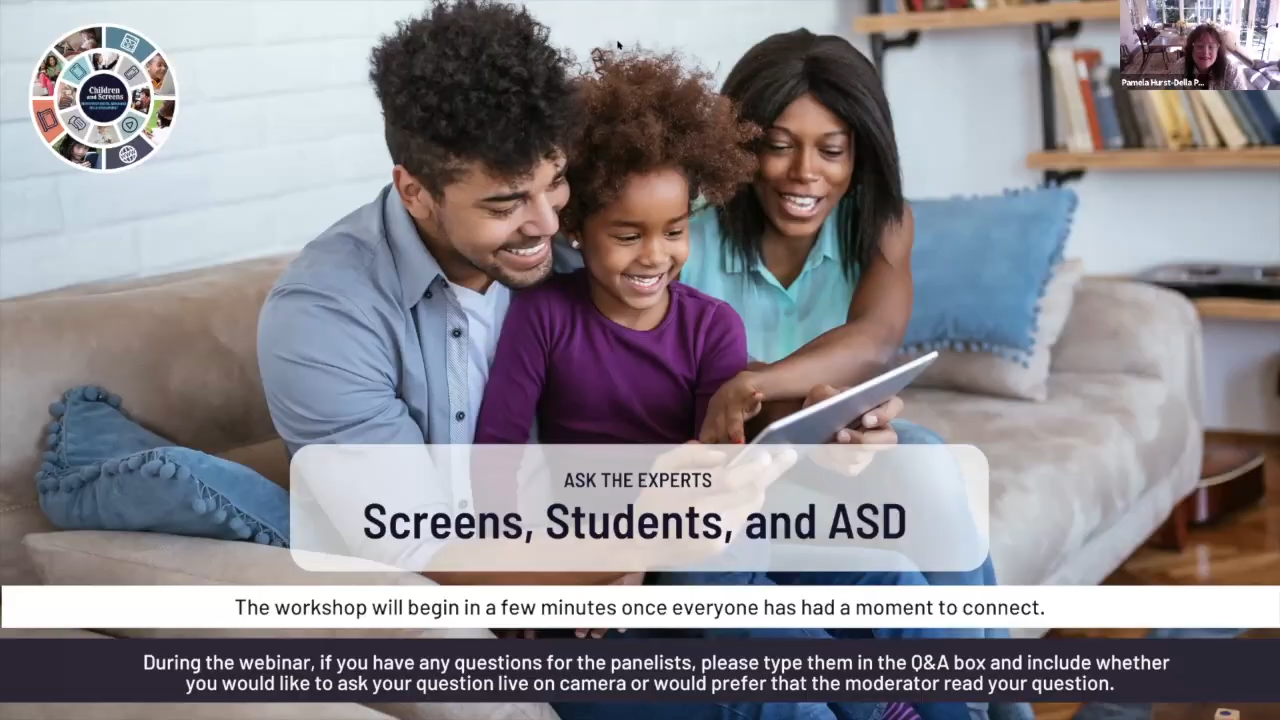 Children
and Screens
Pamela Hurst-Della P...
ASK THE EXPERTS
Screens, Students, and ASD
The workshop will begin in a few minutes once everyone has had a moment to connect.
During the webinar, if you have any questions for the panelists, please type them in the Q&A box and include whether
you would like to ask your question live on camera or would prefer that the moderator read your question.